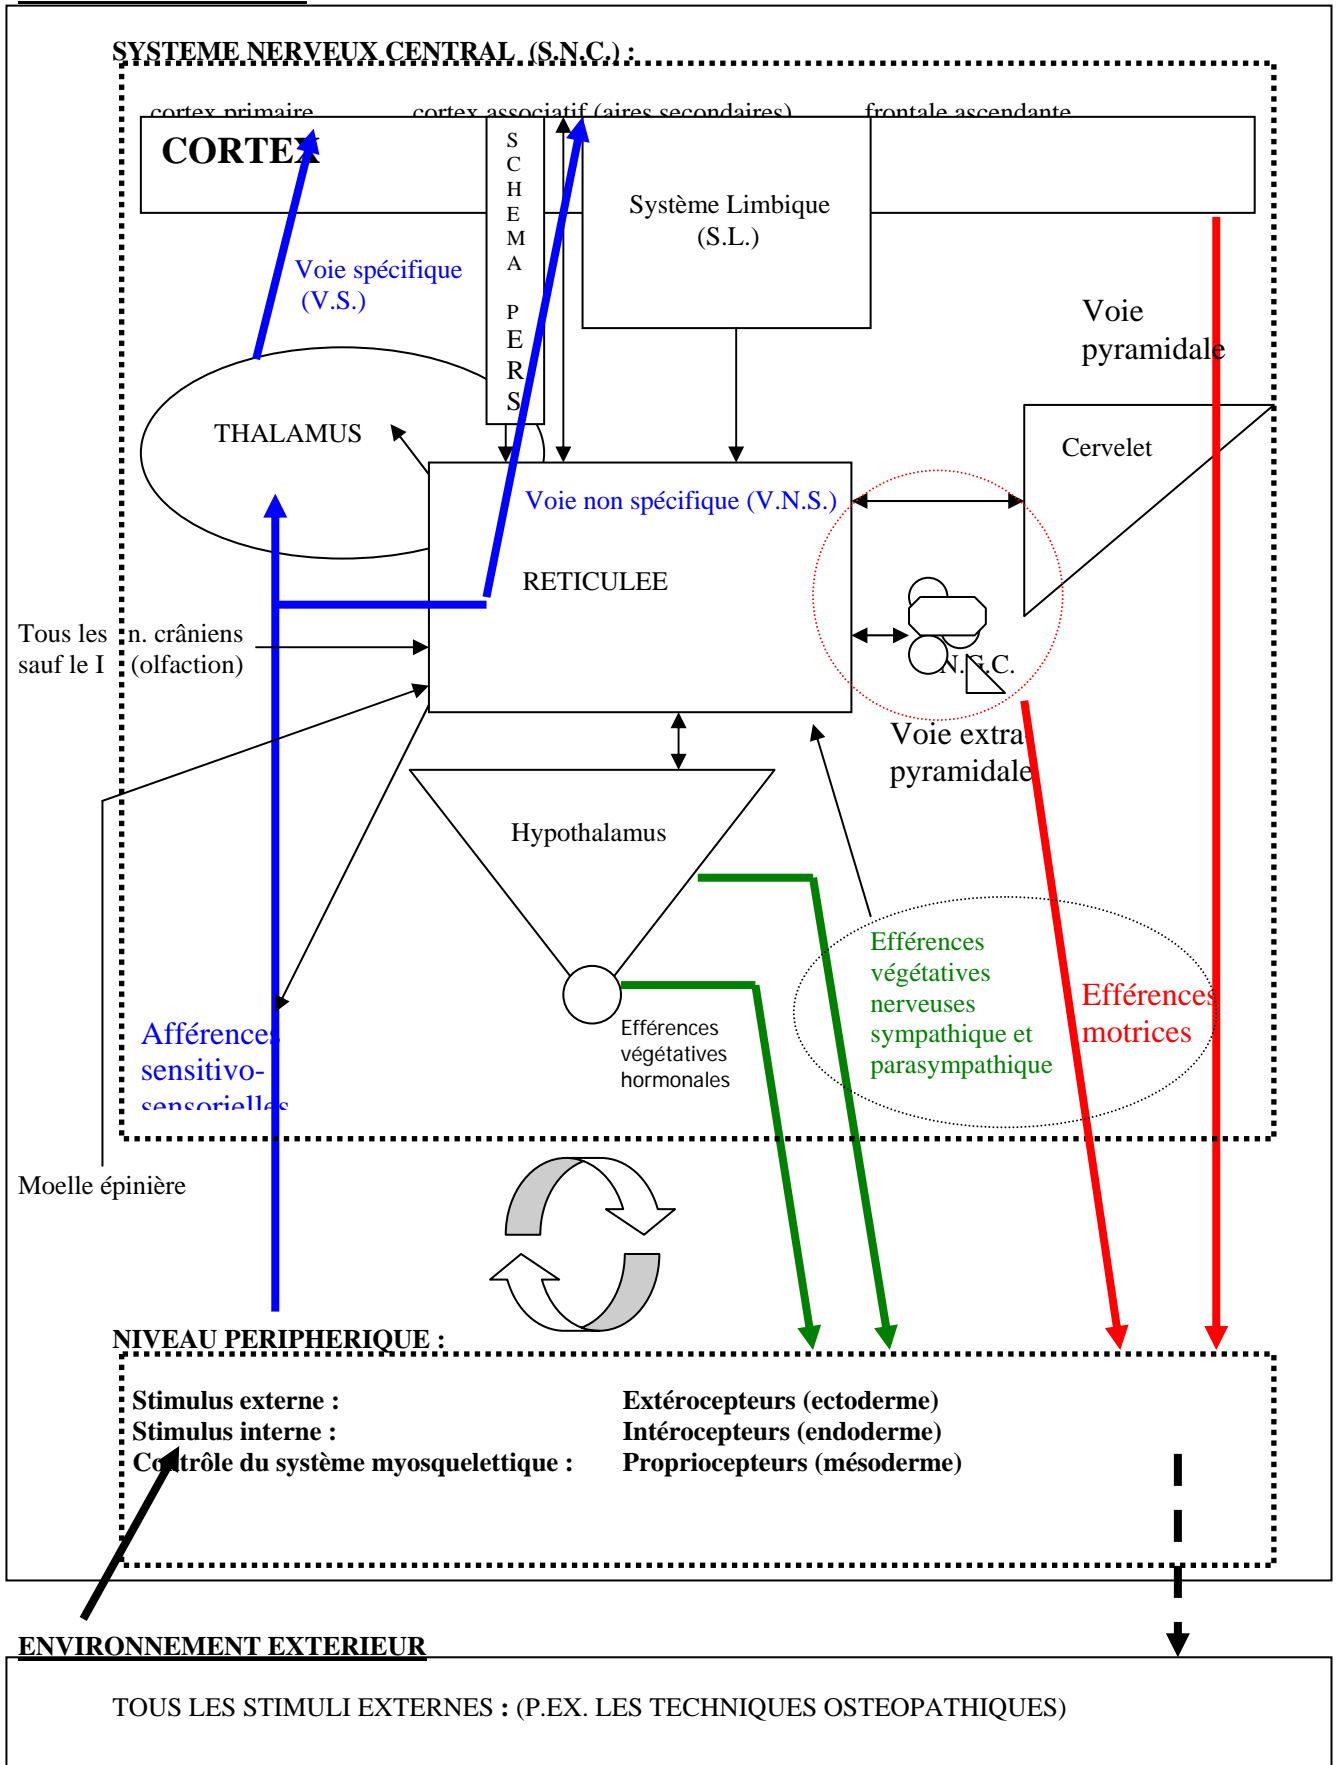 SYSTEME NERVEUX CENTRAL (S.N.C.) :
cortex primaire
cortex associatif (aires secondaires)
frontale ascendante
CORTEX
S
C
H
E
M
A
P
E
R
S
Système Limbique
(S.L.)
Voie spécifique
(V.S.)
Voie
pyramidale
THALAMUS
Cervelet
Voie non spécifique (V.N.S.)
RETICULEE
Tous les n. crâniens
sauf le I (olfaction)
N.G.C.
Voie extra
pyramidale
Hypothalamus
Efférences
végétatives
nerveuses
sympathique et
parasympathique
Efférences
motrices
Efférences
végétatives
hormonales
Afférences
sensitivo-
sensorielles
Moelle épinière
NIVEAU PERIPHERIQUE :
Stimulus externe : Extérocepteurs (ectoderme)
Stimulus interne : Intérocepteurs (endoderme)
Contrôle du système myosquelettique : Propriocepteurs (mésoderme)
ENVIRONNEMENT EXTERIEUR
TOUS LES STIMULI EXTERNES : (P.EX. LES TECHNIQUES OSTEOPATHIQUES)